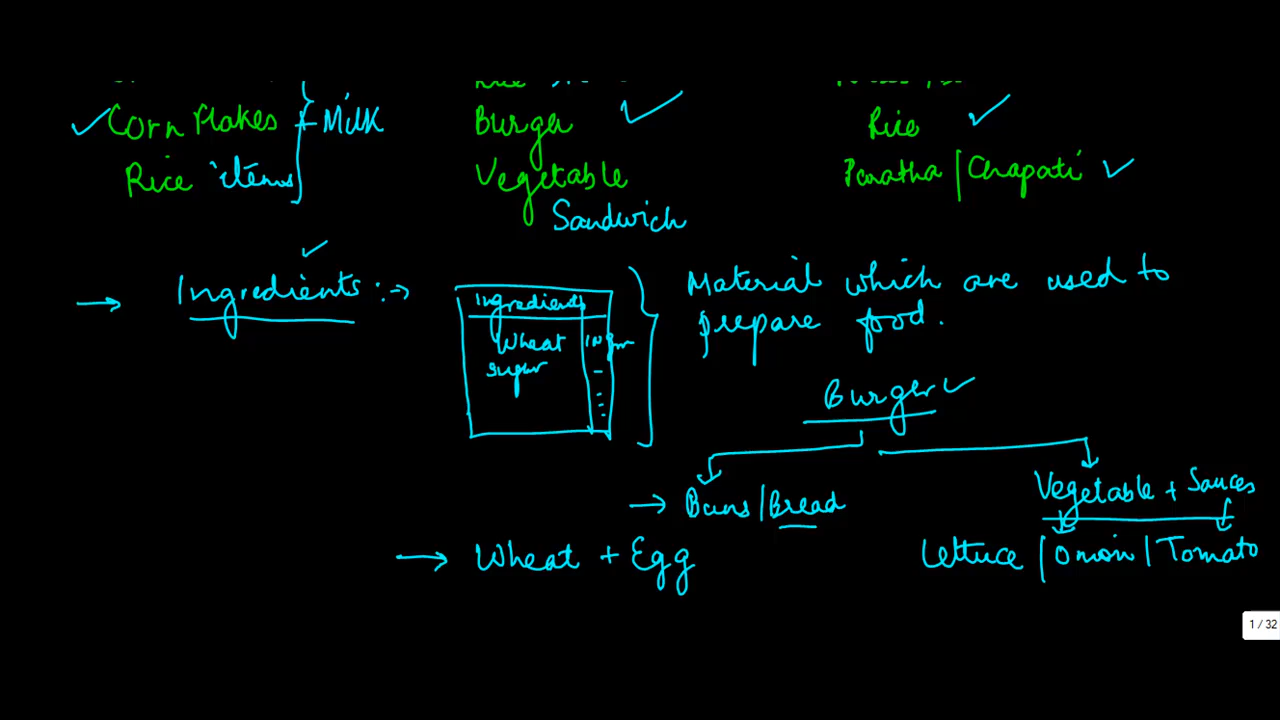 Corn Flakes + Milk
Rice items
Burger
Vegetable
Sandwich
Rice
Paratha | Chapati
→ Ingredients :→
Ingredients
Wheat
sugar
Material which are used to
prepare food.
Burger
→ Buns | Bread
Vegetable + Sauces
→ Wheat + Egg
Lettuce | Onion | Tomato
1 / 32